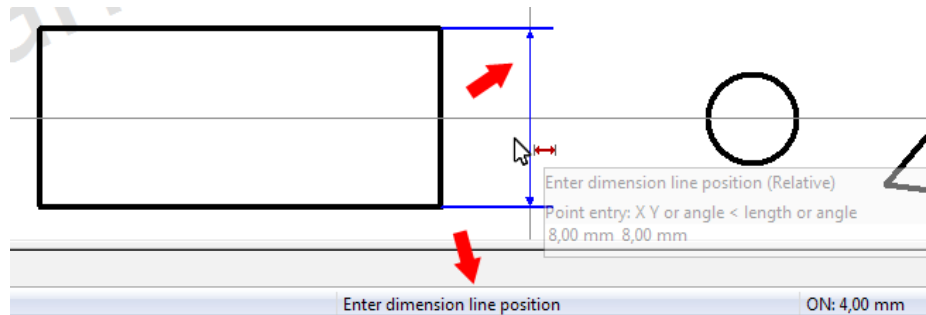 Enter dimension line position (Relative)
Point entry: X Y or angle < length or angle
8,00 mm 8,00 mm
Enter dimension line position
ON: 4,00 mm